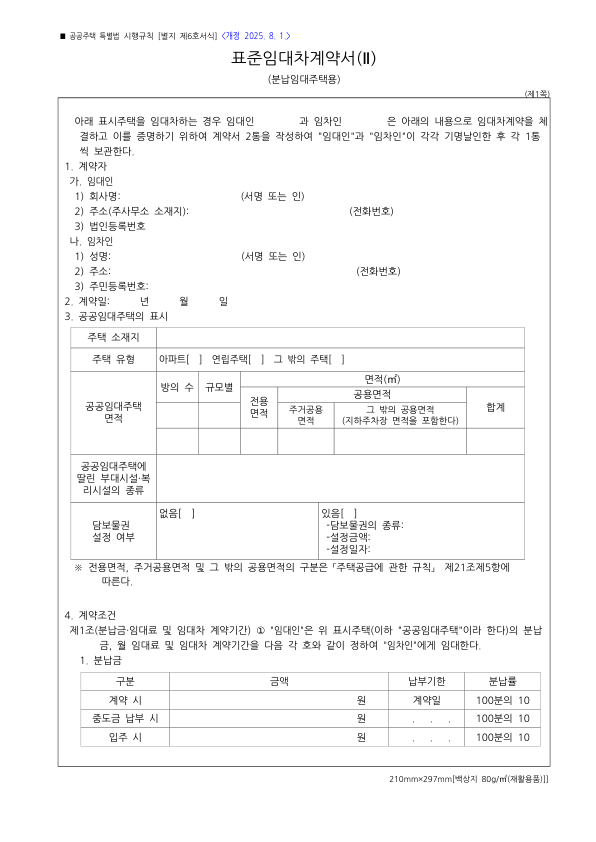 ■ 공공주택 특별법 시행규칙 [별지 제6호서식] <개정 2025. 8. 1.>
표준임대차계약서(Ⅱ)
(분납임대주택용)
(제1쪽)
아래 표시주택을 임대차하는 경우 임대인 과 임차인 은 아래의 내용으로 임대차계약을 체
결하고 이를 증명하기 위하여 계약서 2통을 작성하여 "임대인"과 "임차인"이 각각 기명날인한 후 각 1통
씩 보관한다.
1. 계약자
가. 임대인
1) 회사명: (서명 또는 인)
2) 주소(주사무소 소재지): (전화번호)
3) 법인등록번호
나. 임차인
1) 성명: (서명 또는 인)
2) 주소: (전화번호)
3) 주민등록번호:
2. 계약일: 년 월 일
3. 공공임대주택의 표시
주택 소재지
주택 유형 아파트[ ] 연립주택[ ] 그 밖의 주택[ ]
공공임대주택
면적
방의 수 규모별 면적(㎡)
전용
면적
공용면적
합계
주거공용
면적
그 밖의 공용면적
(지하주차장 면적을 포함한다)
공공임대주택에
딸린 부대시설·복
리시설의 종류
담보물권
설정 여부
없음[ ] 있음[ ]
-담보물권의 종류:
-설정금액:
-설정일자:
※ 전용면적, 주거공용면적 및 그 밖의 공용면적의 구분은 「주택공급에 관한 규칙」 제21조제5항에
따른다.
4. 계약조건
제1조(분납금·임대료 및 임대차 계약기간) ① "임대인"은 위 표시주택(이하 "공공임대주택"이라 한다)의 분납
금, 월 임대료 및 임대차 계약기간을 다음 각 호와 같이 정하여 "임차인"에게 임대한다.
1. 분납금
구분 금액 납부기한 분납률
계약 시 원 계약일 100분의 10
중도금 납부 시 원 . . . 100분의 10
입주 시 원 . . . 100분의 10
210mm×297mm[백상지 80g/㎡(재활용품)]]